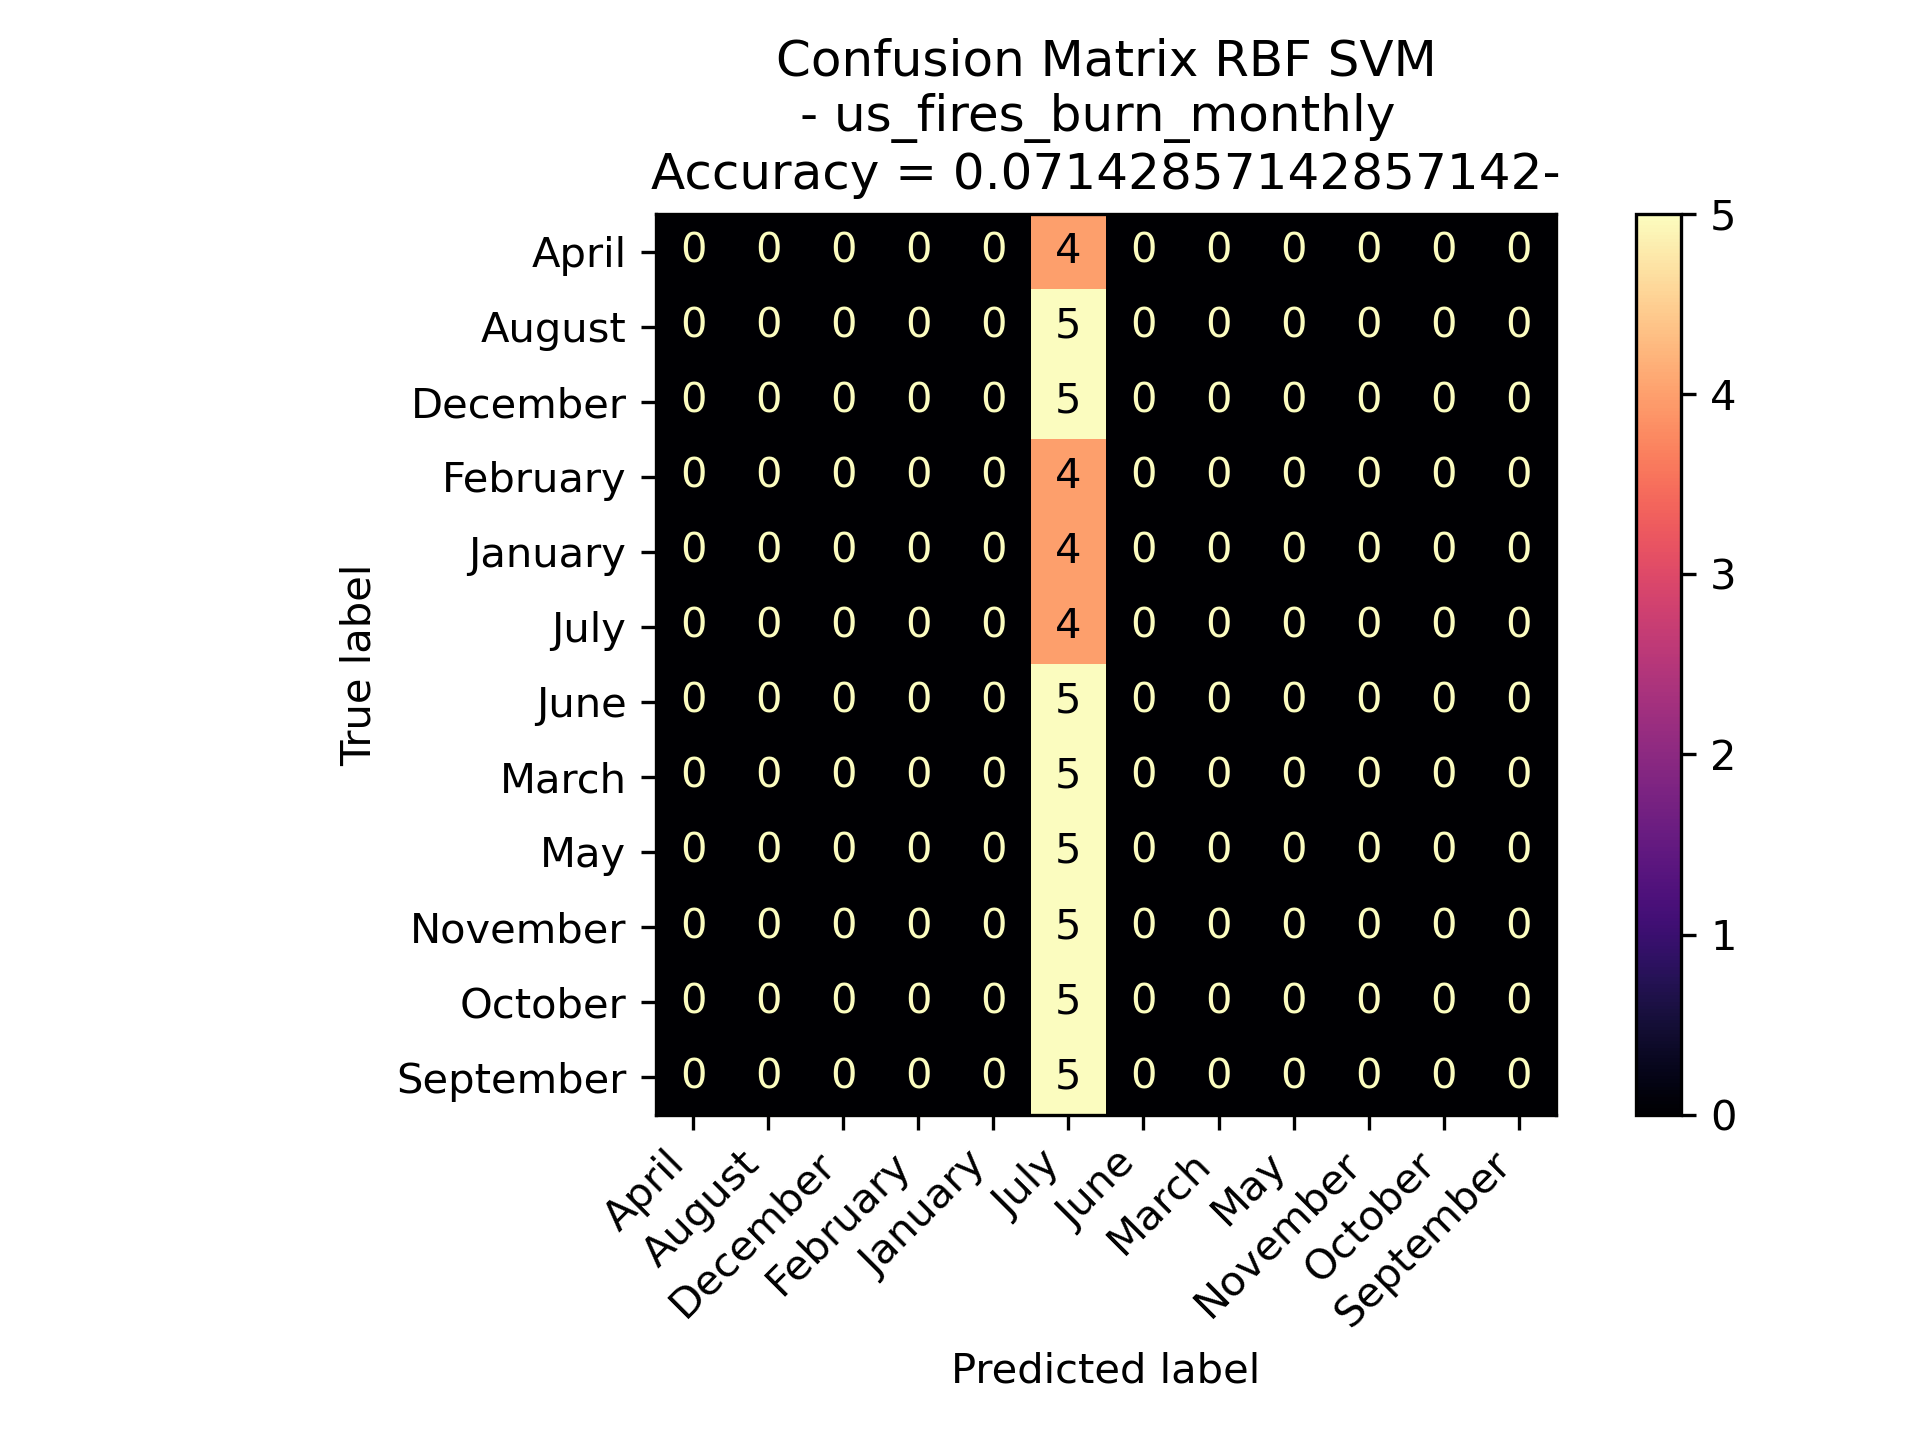 Confusion Matrix RBF SVM
- us_fires_burn_monthly
Accuracy = 0.07142857142857142-
April 0 0 0 0 0 4 0 0 0 0 0 0
August 0 0 0 0 0 5 0 0 0 0 0 0
December 0 0 0 0 0 5 0 0 0 0 0 0
February 0 0 0 0 0 4 0 0 0 0 0 0
January 0 0 0 0 0 4 0 0 0 0 0 0
July 0 0 0 0 0 4 0 0 0 0 0 0
June 0 0 0 0 0 5 0 0 0 0 0 0
March 0 0 0 0 0 5 0 0 0 0 0 0
May 0 0 0 0 0 5 0 0 0 0 0 0
November 0 0 0 0 0 5 0 0 0 0 0 0
October 0 0 0 0 0 5 0 0 0 0 0 0
September 0 0 0 0 0 5 0 0 0 0 0 0
True label
April August December February January July June March May November October September
Predicted label
5
4
3
2
1
0